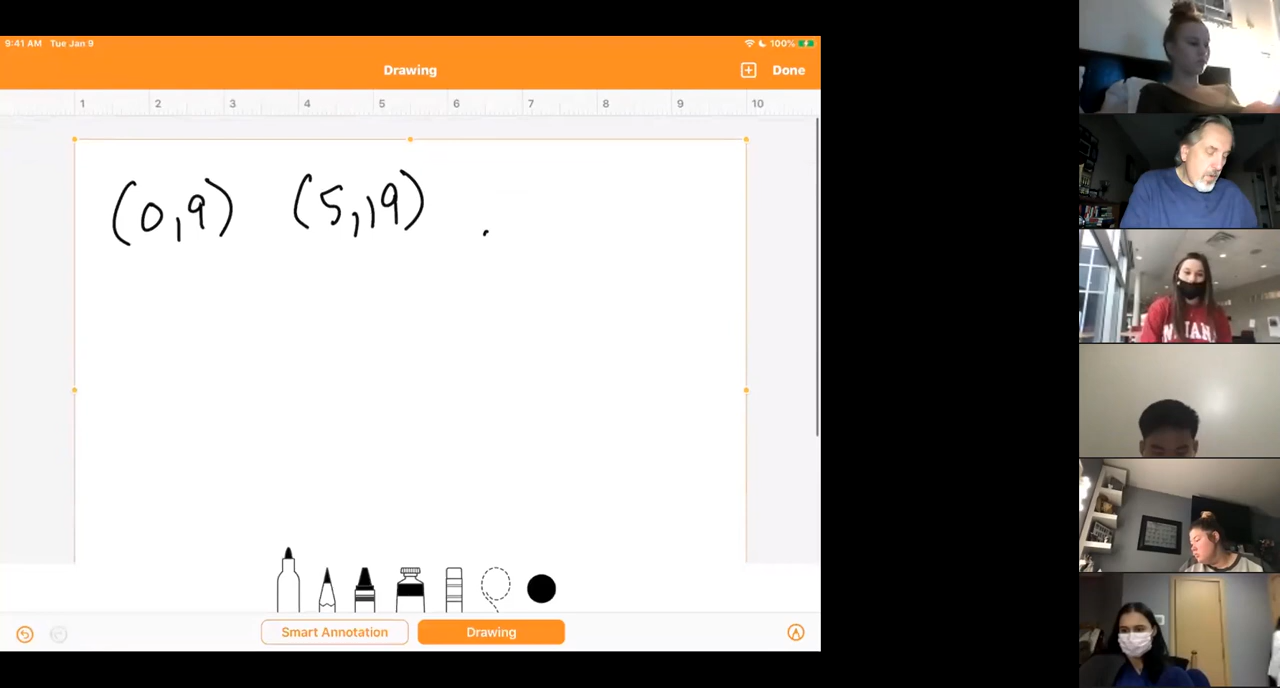 9:41 AM Tue Jan 9
100%
Drawing
Done
1 2 3 4 5 6 7 8 9 10
(0,9) (5,19) .
Smart Annotation
Drawing